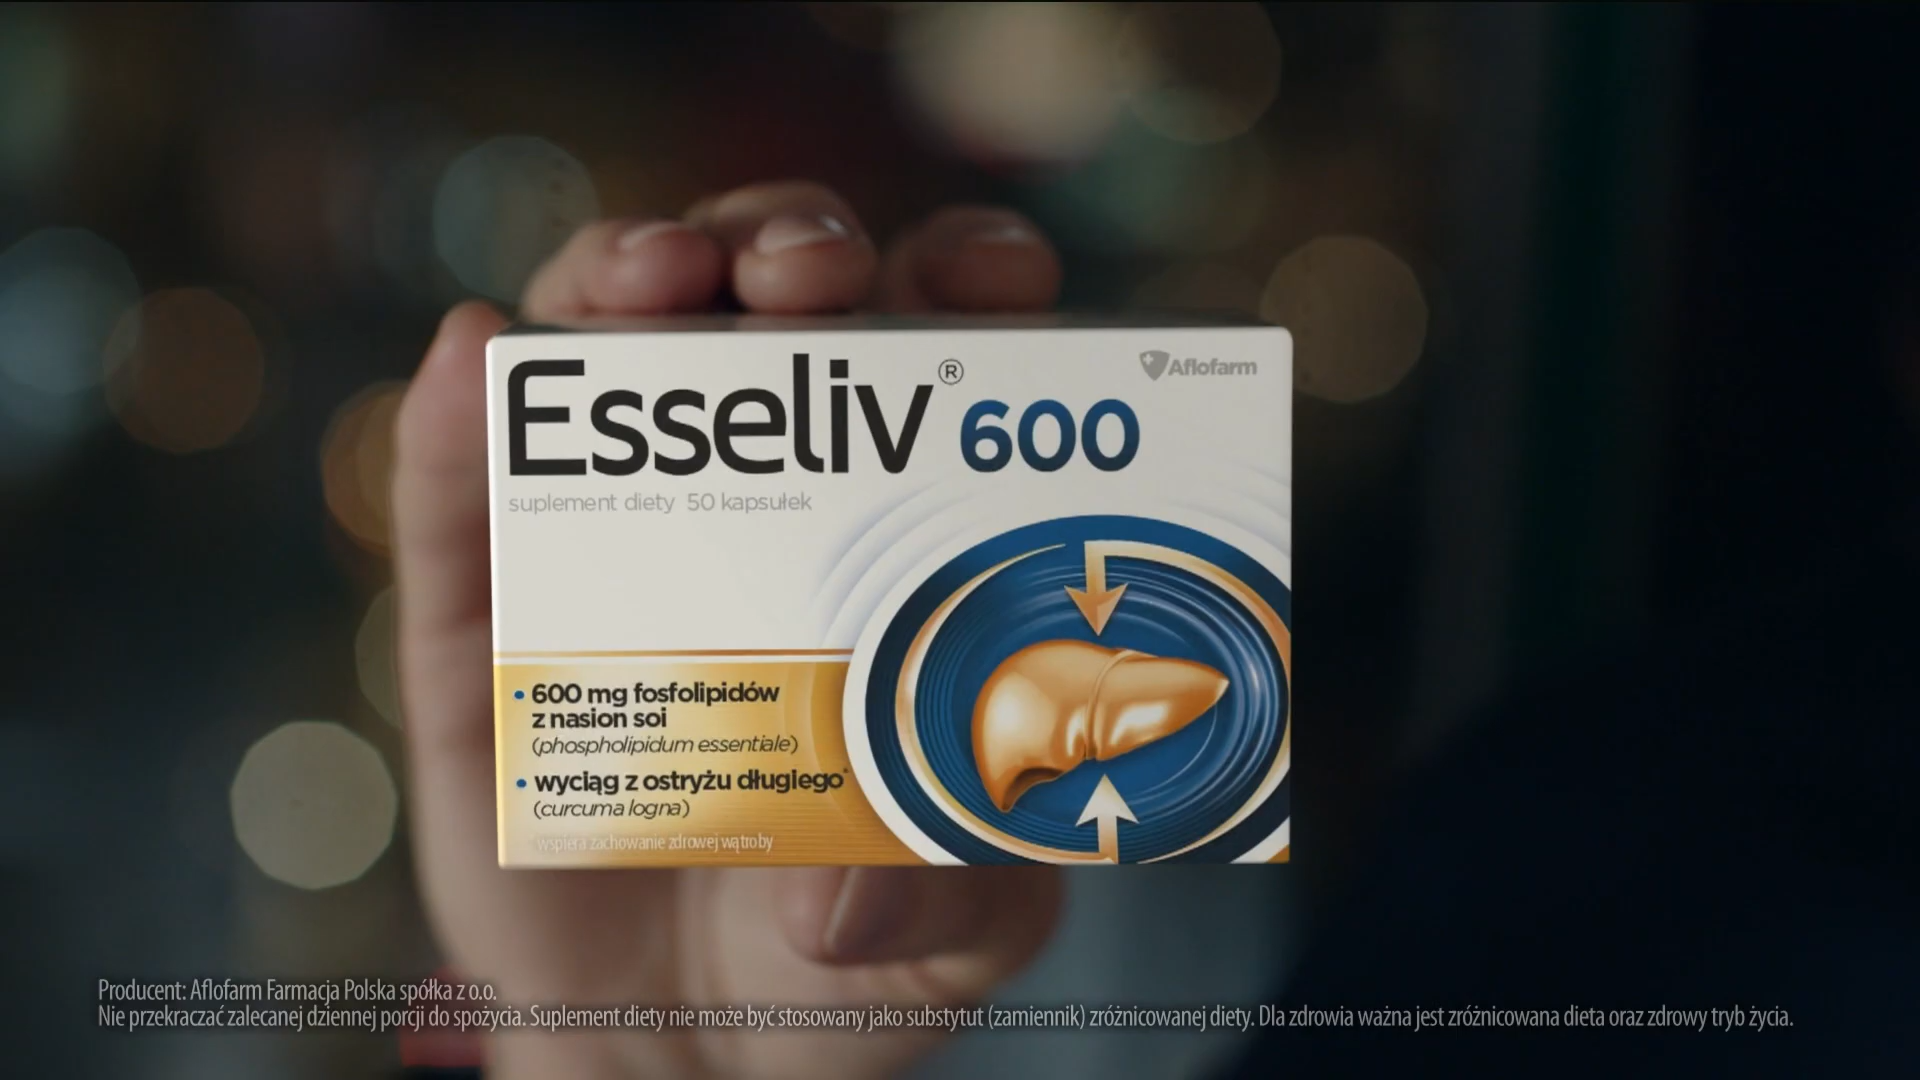 Esseliv® 600
Aflofarm
suplement diety 50 kapsułek
• 600 mg fosfolipidów
z nasion soi
(phospholipidum essentiale)
• wyciąg z ostryżu długiego*
(curcuma logna)
* wspiera zachowanie zdrowej wątroby
Producent: Aflofarm Farmacja Polska spółka z o.o.
Nie przekraczać zalecanej dziennej porcji do spożycia. Suplement diety nie może być stosowany jako substytut (zamiennik) zróżnicowanej diety. Dla zdrowia ważna jest zróżnicowana dieta oraz zdrowy tryb życia.